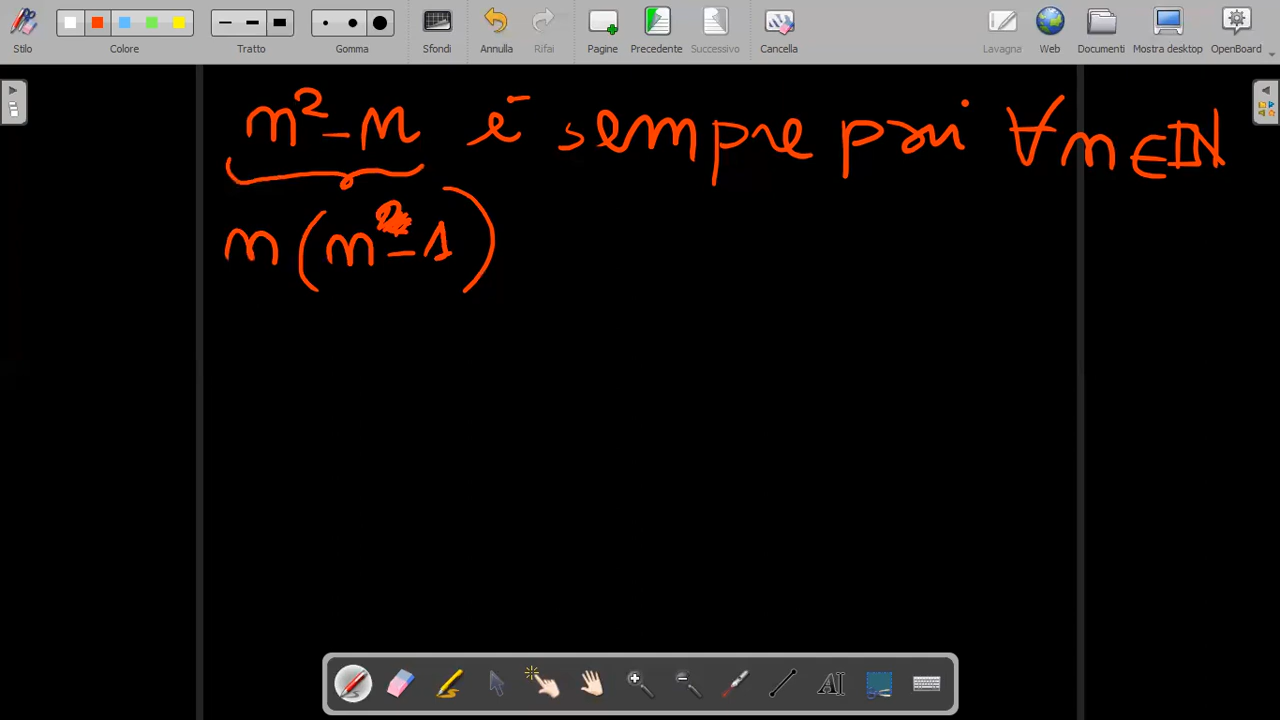 Stilo Colore Tratto Gomma Sfondi Annulla Rifai Pagine Precedente Successivo Cancella Lavagna Web Documenti Mostra desktop OpenBoard
n² - n è sempre pari ∀n∈ℕ
n(n - 1)
AI